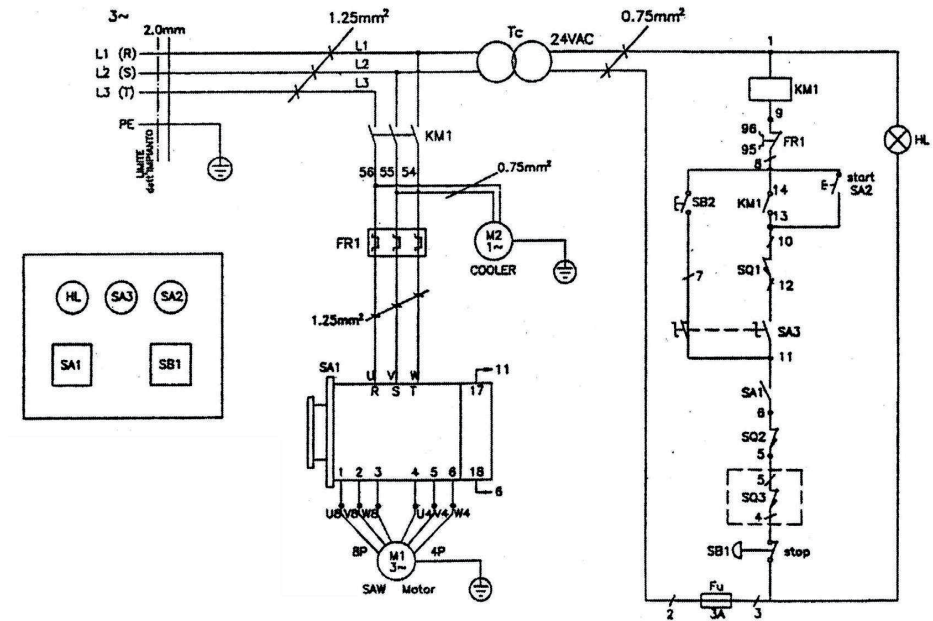 3~
1.25mm²
0.75mm²
2.0mm
L1 (R)
L1
Tc
24VAC
1
L2 (S)
L2
L3 (T)
L3
KM1
9
PE
KM1
96
95
FR1
HL
LIMITE
dell'IMPIANTO
8
56 55 54
0.75mm²
start
SA2
SB2
14
KM1
13
FR1
M2
1~
COOLER
10
SQ1
7
12
HL
SA3
SA2
1.25mm²
SA3
11
SA1
SB1
SA1
U V W
R S T
11
17
SA1
6
SQ2
5
1 2 3 4 5 6
18
6
5
SQ3
4
U8 V8 W8
U4 V4 W4
8P
M1
3~
4P
SB1
stop
SAW Motor
Fu
2
3A
3